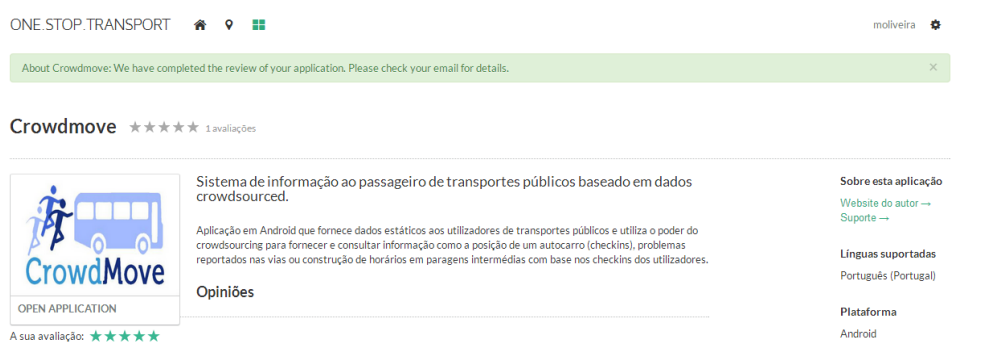 ONE.STOP.TRANSPORT
moliveira
About Crowdmove: We have completed the review of your application. Please check your email for details.
×
Crowdmove
1 avaliações
Sistema de informação ao passageiro de transportes públicos baseado em dados
crowdsourced.
Aplicação em Android que fornece dados estáticos aos utilizadores de transportes públicos e utiliza o poder do
crowdsourcing para fornecer e consultar informação como a posição de um autocarro (checkins), problemas
reportados nas vias ou construção de horários em paragens intermédias com base nos checkins dos utilizadores.
Opiniões
CrowdMove
OPEN APPLICATION
A sua avaliação:
Sobre esta aplicação
Website do autor →
Suporte →
Línguas suportadas
Português (Portugal)
Plataforma
Android